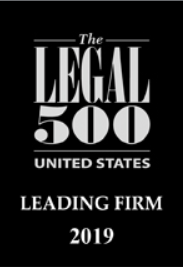 The
LEGAL
500
UNITED STATES
LEADING FIRM
2019